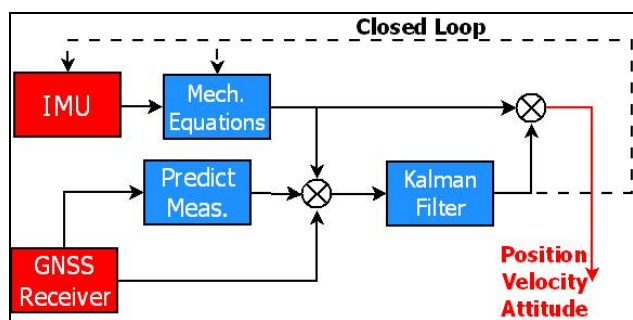 Closed Loop
IMU
Mech.
Equations
Predict
Meas.
Kalman
Filter
GNSS
Receiver
Position
Velocity
Attitude